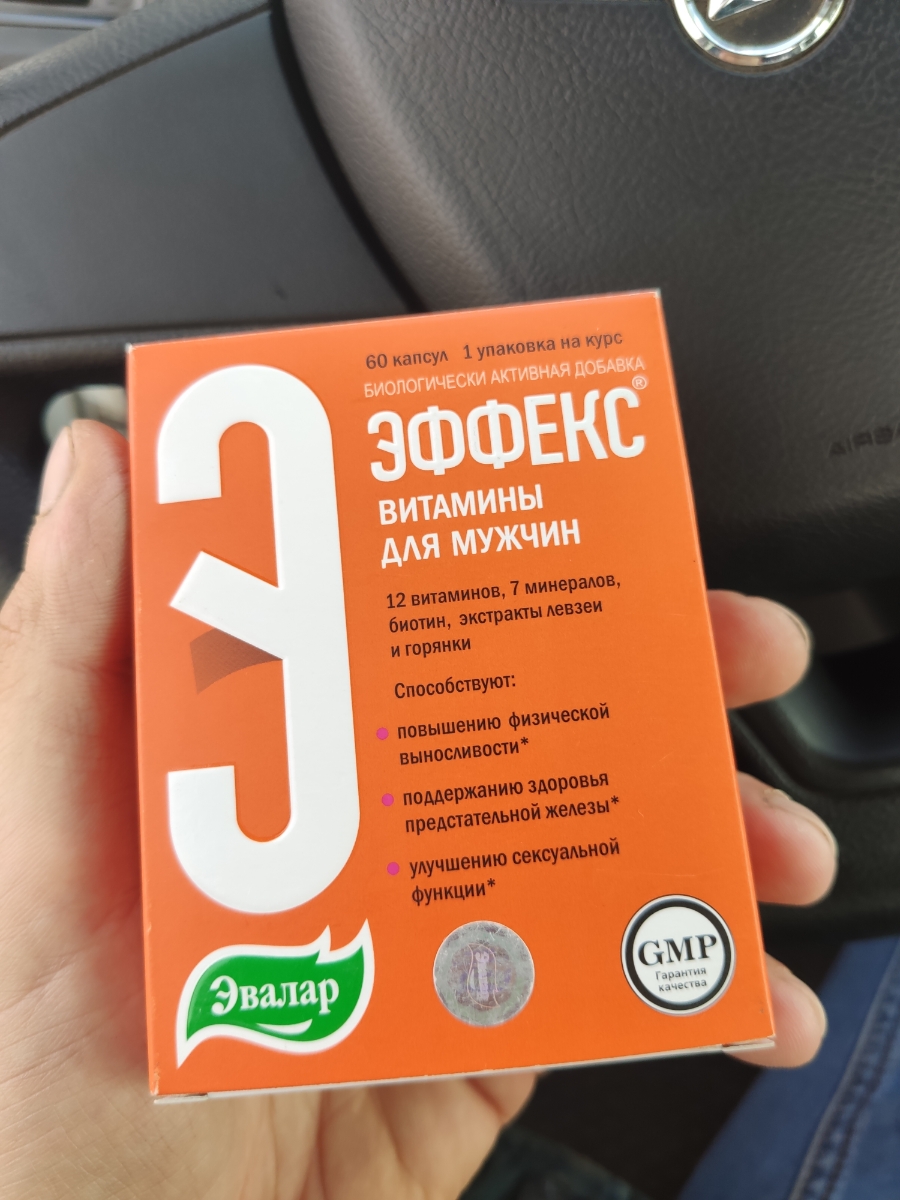 60 капсул 1 упаковка на курс
БИОЛОГИЧЕСКИ АКТИВНАЯ ДОБАВКА
ЭФФЕКС®
ВИТАМИНЫ
ДЛЯ МУЖЧИН
12 витаминов, 7 минералов,
биотин, экстракты левзеи
и горянки
Способствуют:
повышению физической
выносливости*
поддержанию здоровья
предстательной железы*
улучшению сексуальной
функции*
Э
Эвалар
GMP
Гарантия
качества